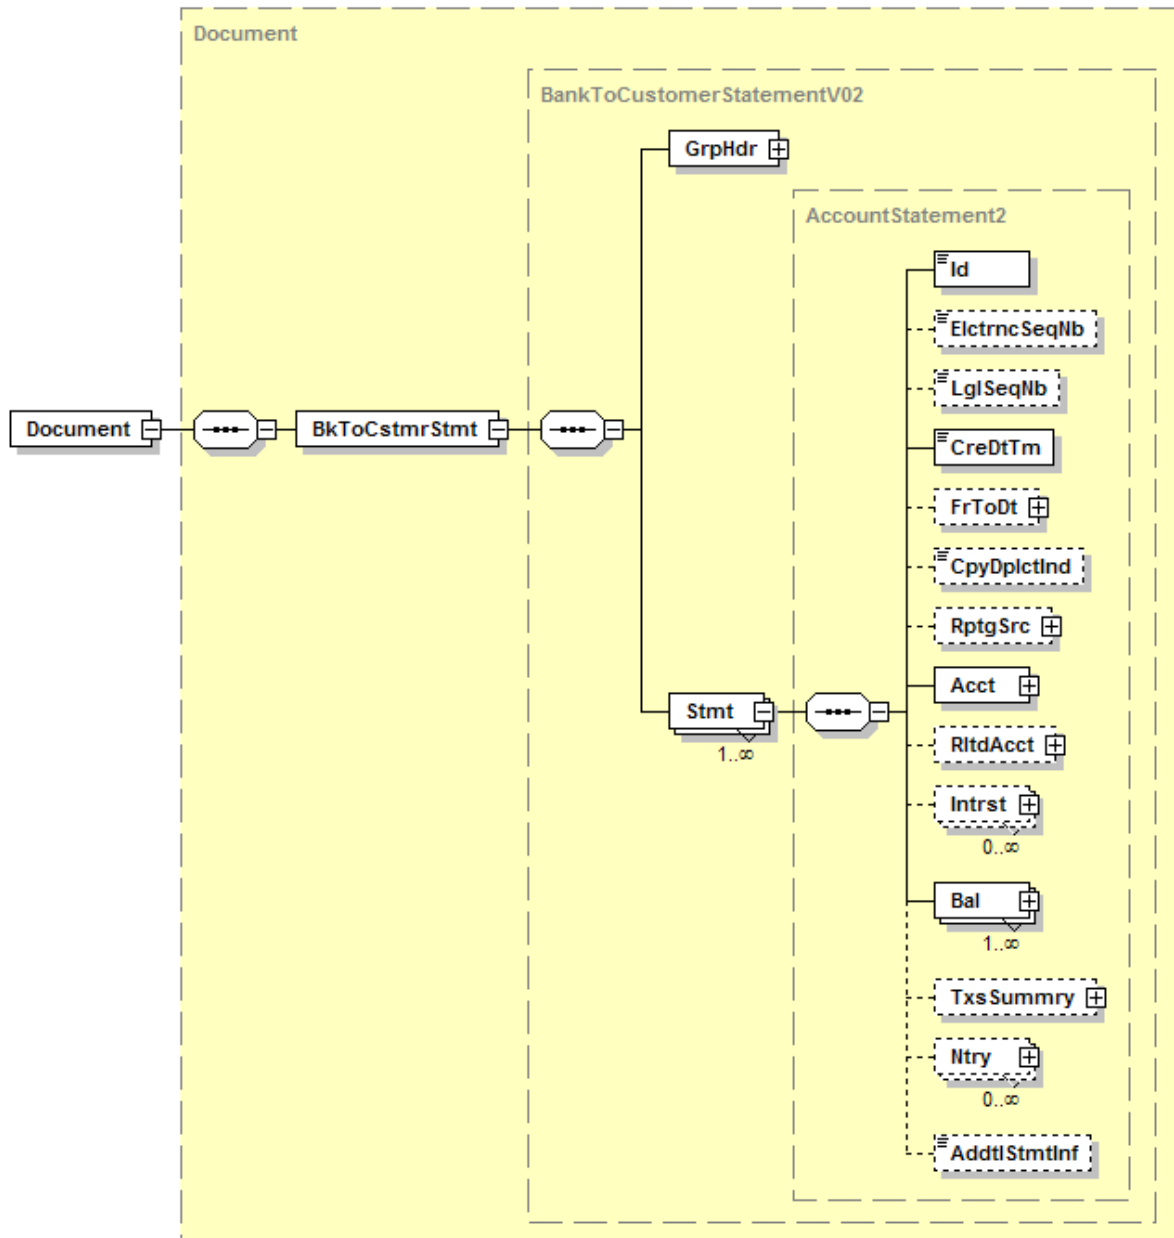 Document
BankToCustomerStatementV02
GrpHdr
AccountStatement2
Id
ElctrncSeqNb
LglSeqNb
Document
BkToCstmrStmt
CreDtTm
FrToDt
CpyDplctInd
RptgSrc
Acct
Stmt
1..∞
RltdAcct
Intrst
0..∞
Bal
1..∞
TxsSummry
Ntry
0..∞
AddtlStmtInf